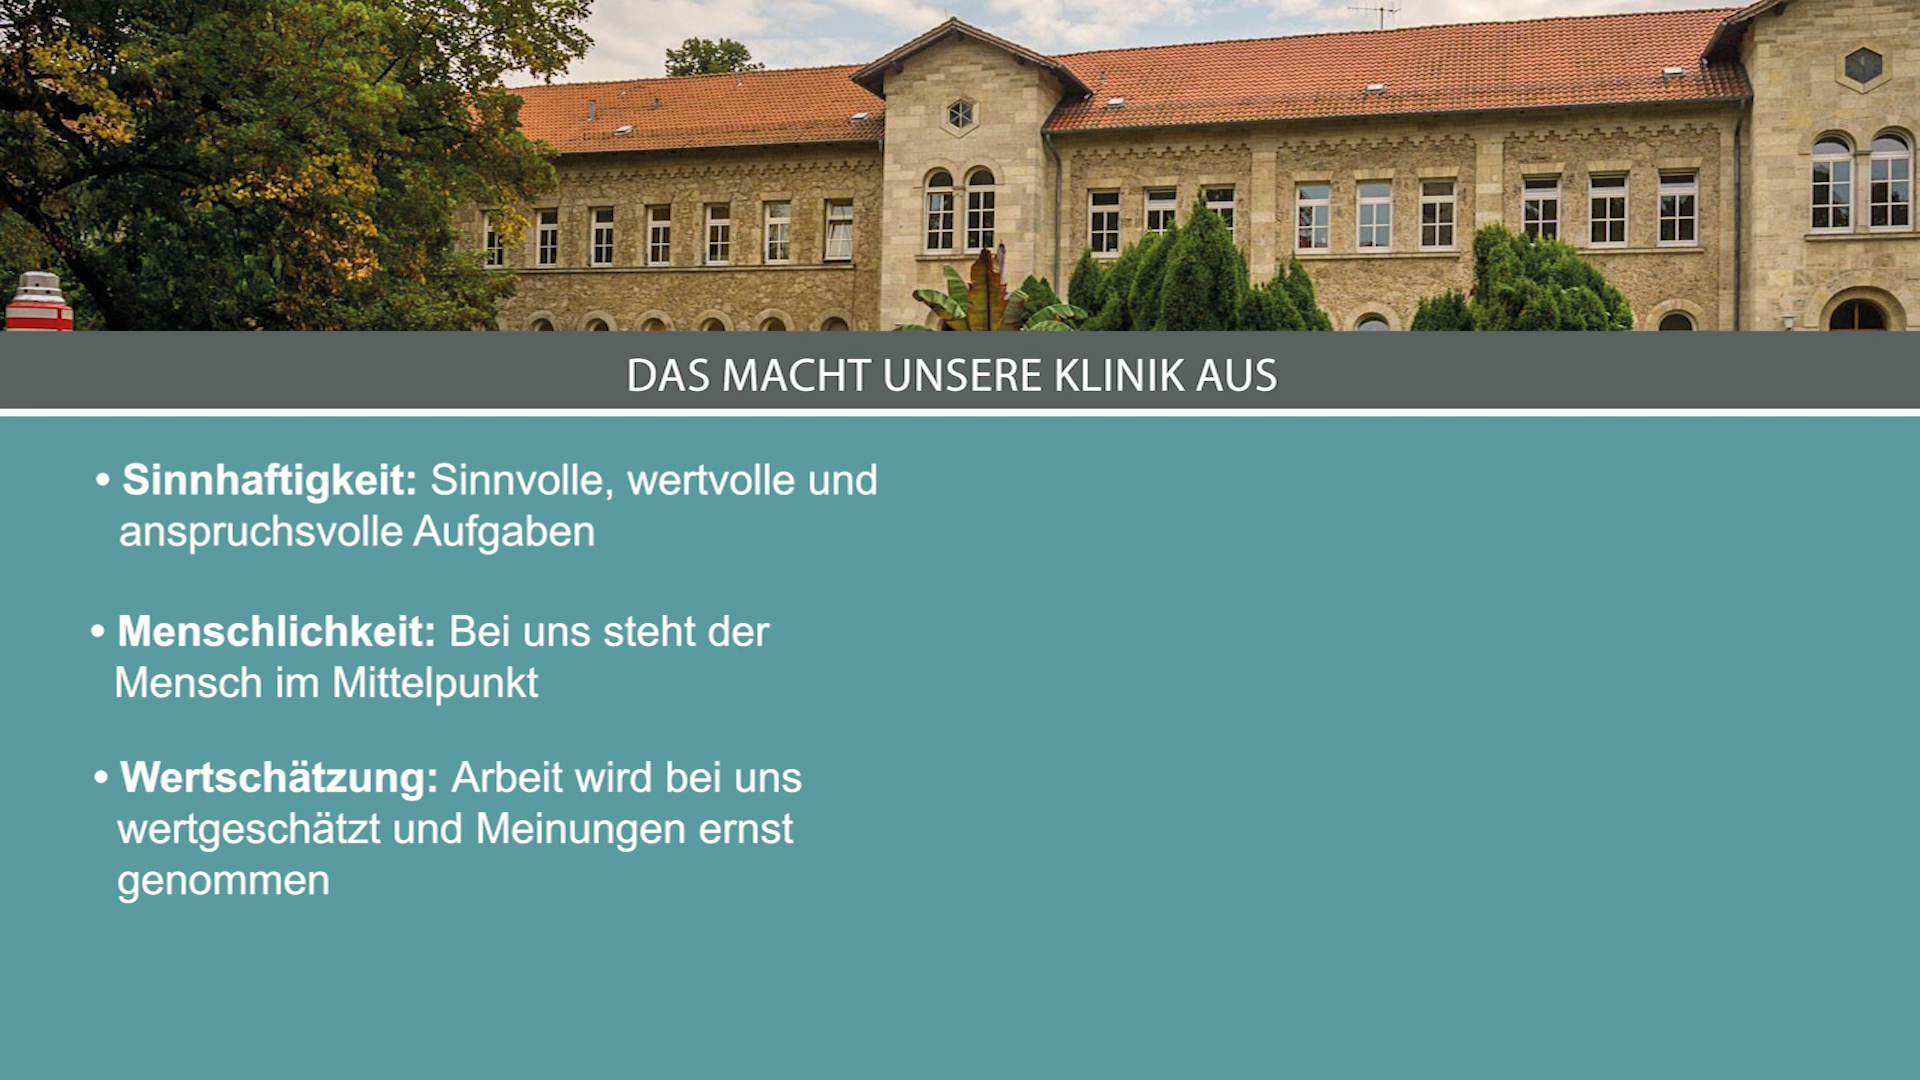 DAS MACHT UNSERE KLINIK AUS
• Sinnhaftigkeit: Sinnvolle, wertvolle und
anspruchsvolle Aufgaben
• Menschlichkeit: Bei uns steht der
Mensch im Mittelpunkt
• Wertschätzung: Arbeit wird bei uns
wertgeschätzt und Meinungen ernst
genommen